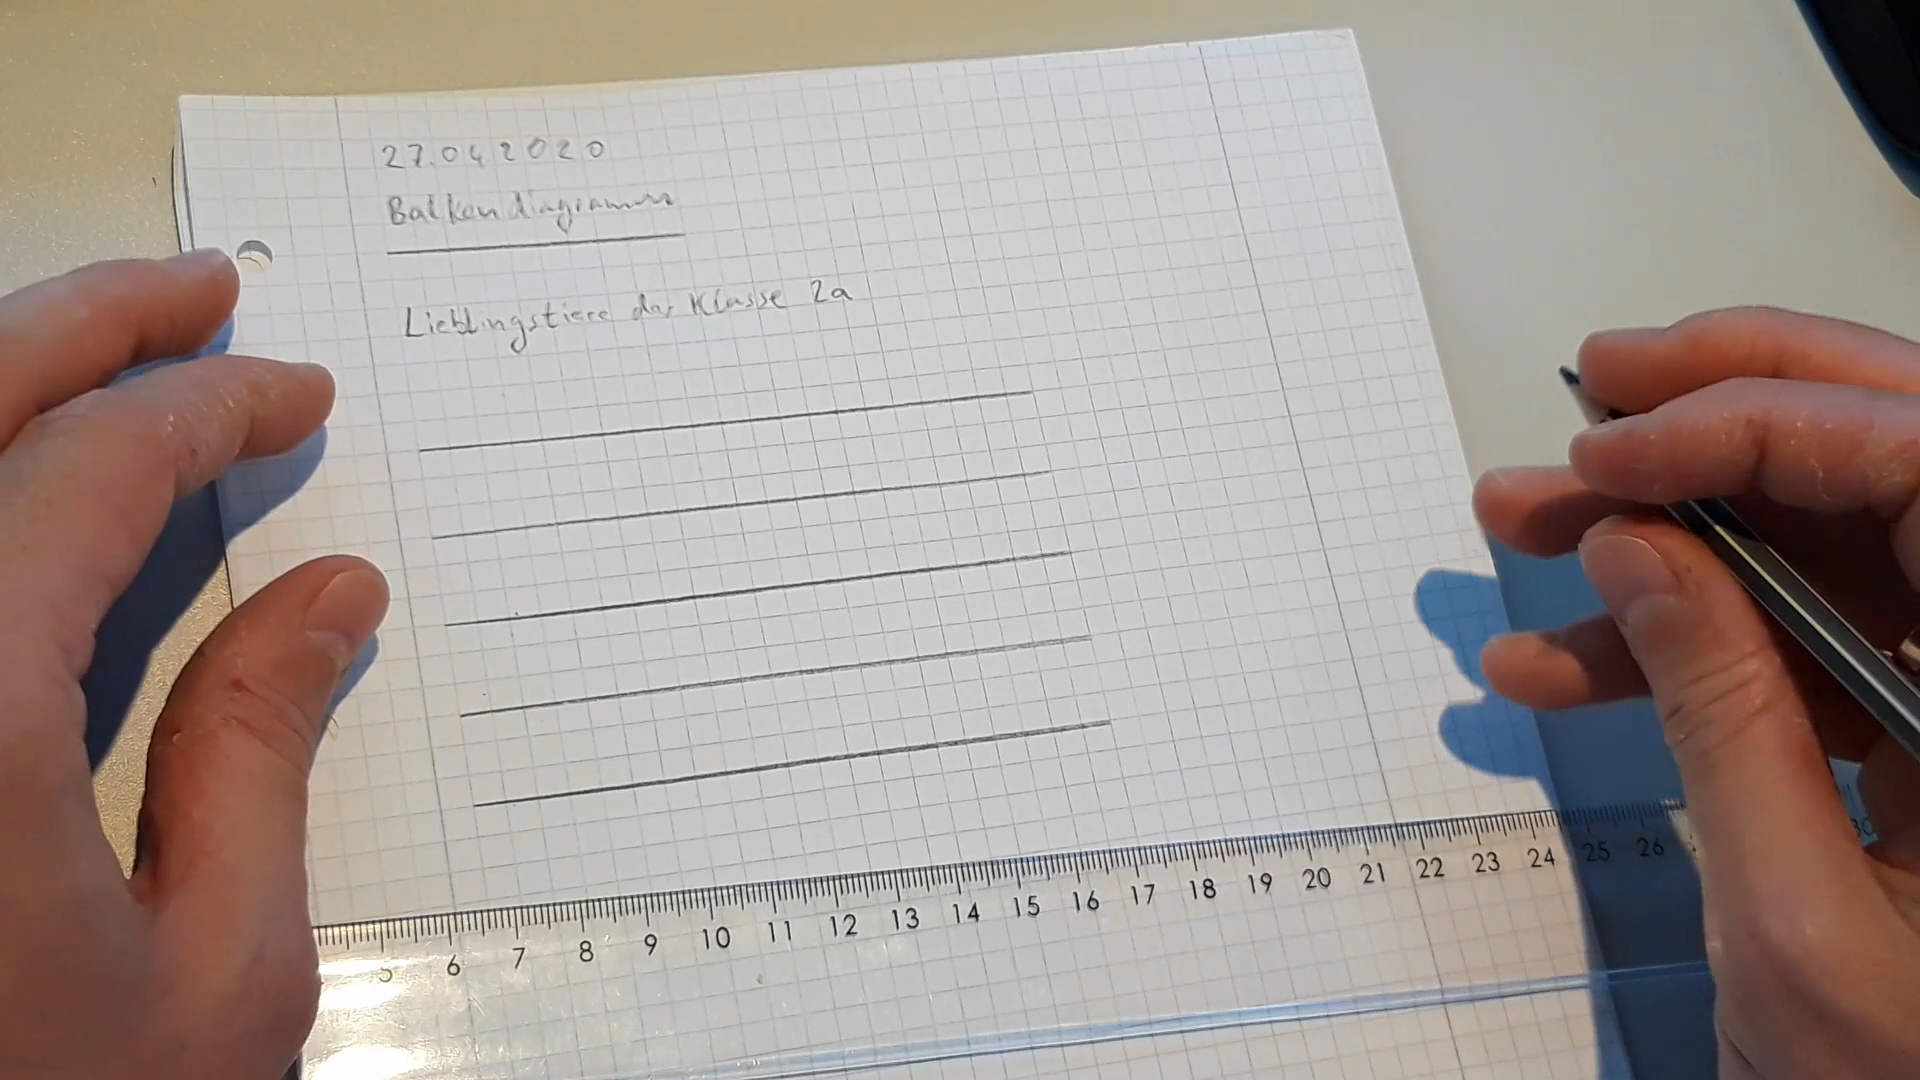 27.04.2020
Balkendiagramm
Lieblingstiere der Klasse 2a
5 6 7 8 9 10 11 12 13 14 15 16 17 18 19 20 21 22 23 24 25 26